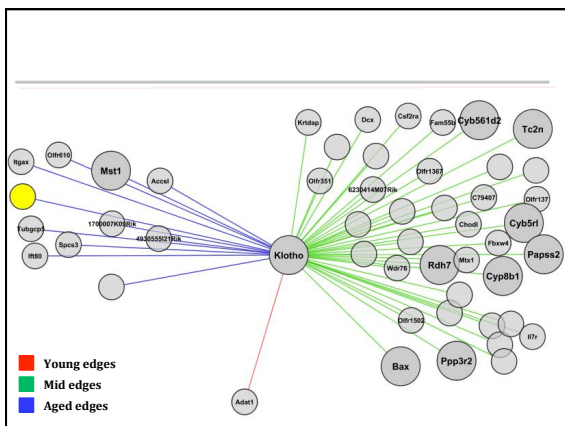 Krtdap
Dcx
Csf2ra
Fam55b
Cyb561d2
Tc2n
Itgax
Olfr610
Mst1
Accsl
Olfr351
6230414M07Rik
Olfr1367
C79407
Olfr137
Tubgcp5
1700007K09Rik
4930555I21Rik
Spcs3
Ift80
Klotho
Chodl
Cyb5rl
Fbxw4
Papss2
Wdr76
Rdh7
Mtx1
Cyp8b1
Olfr1502
Il7r
Bax
Ppp3r2
Adat1
Young edges
Mid edges
Aged edges